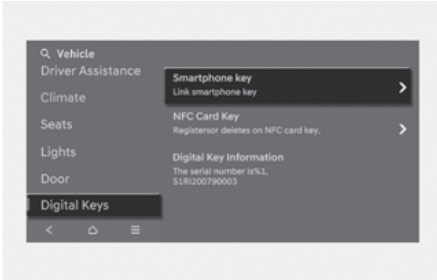 Vehicle
Driver Assistance
Climate
Seats
Lights
Door
Digital Keys
Smartphone key
Link smartphone key
NFC Card Key
Registersor deletes on NFC card key.
Digital Key Information
The serial number is%1.
S1RI200790003